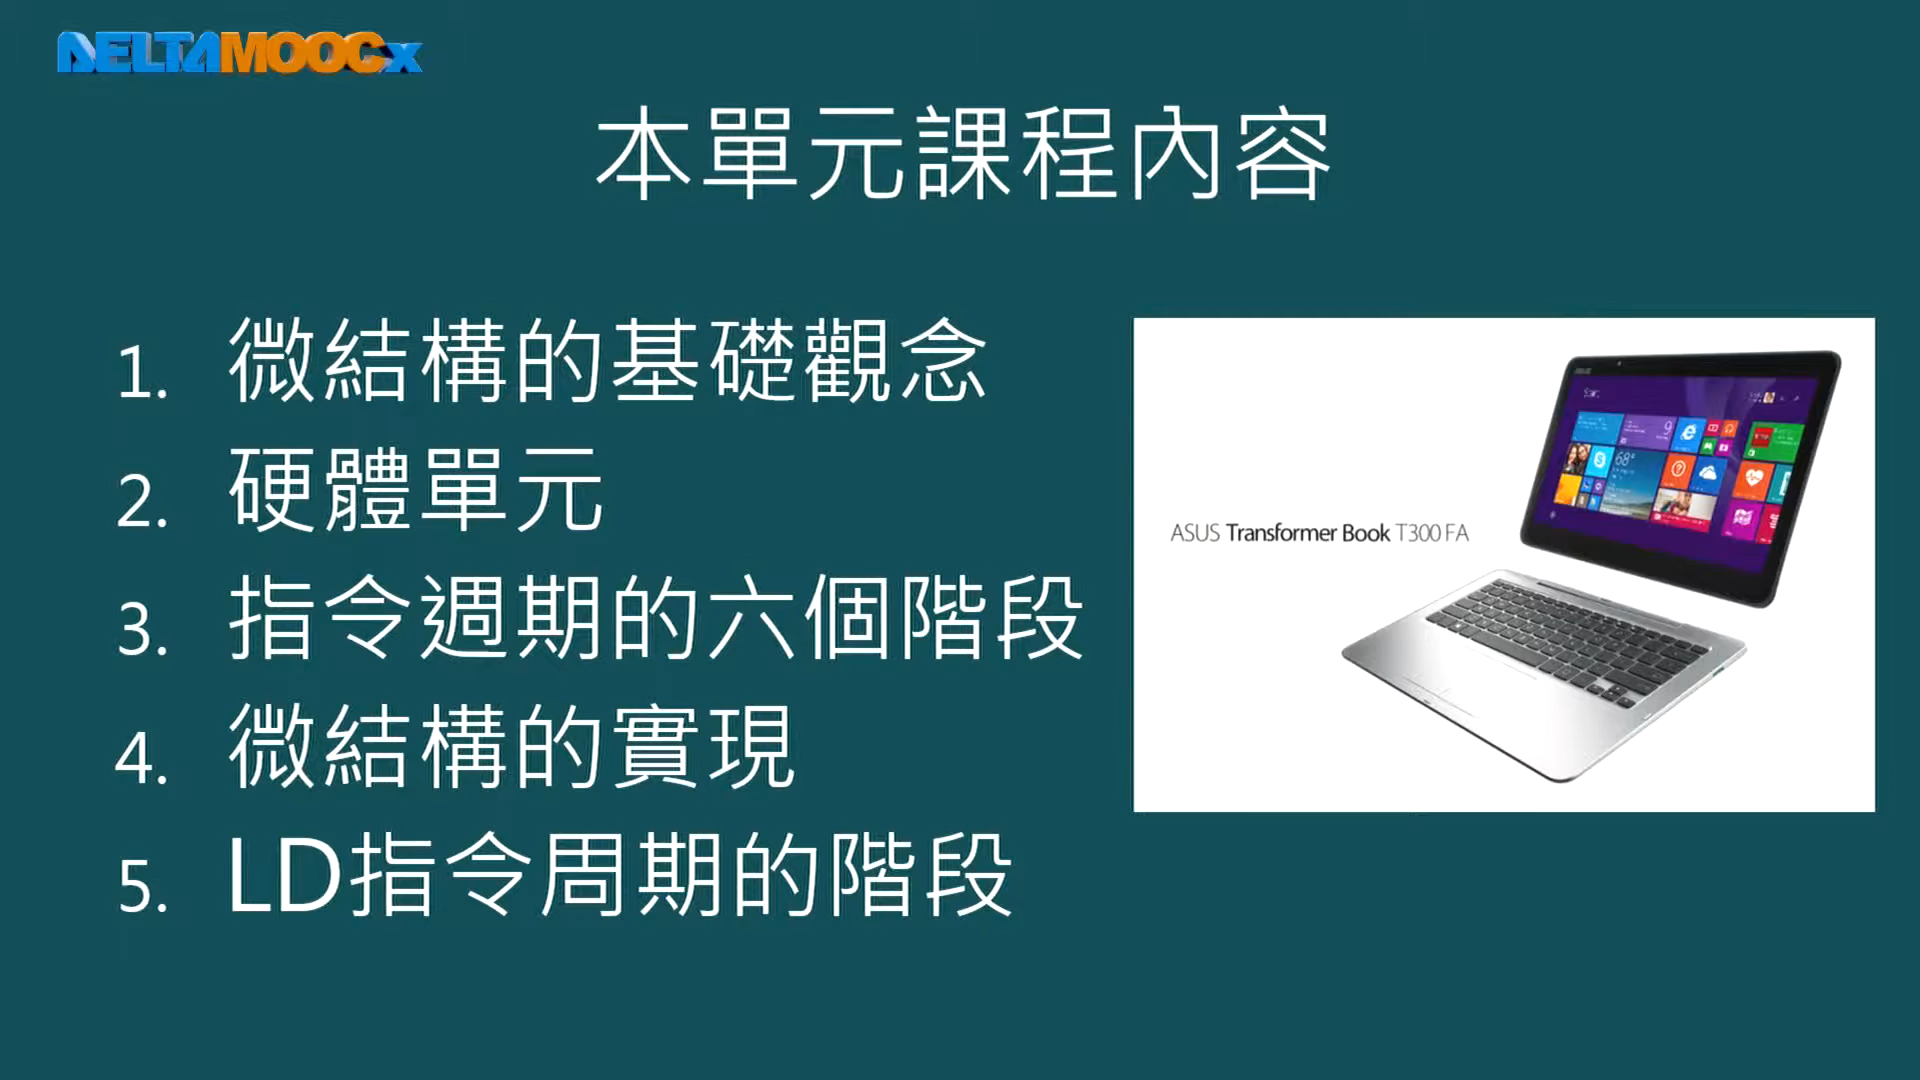 DELTAMOOCx
本單元課程內容
1. 微結構的基礎觀念
2. 硬體單元
3. 指令週期的六個階段
4. 微結構的實現
5. LD指令周期的階段
ASUS Transformer Book T300 FA